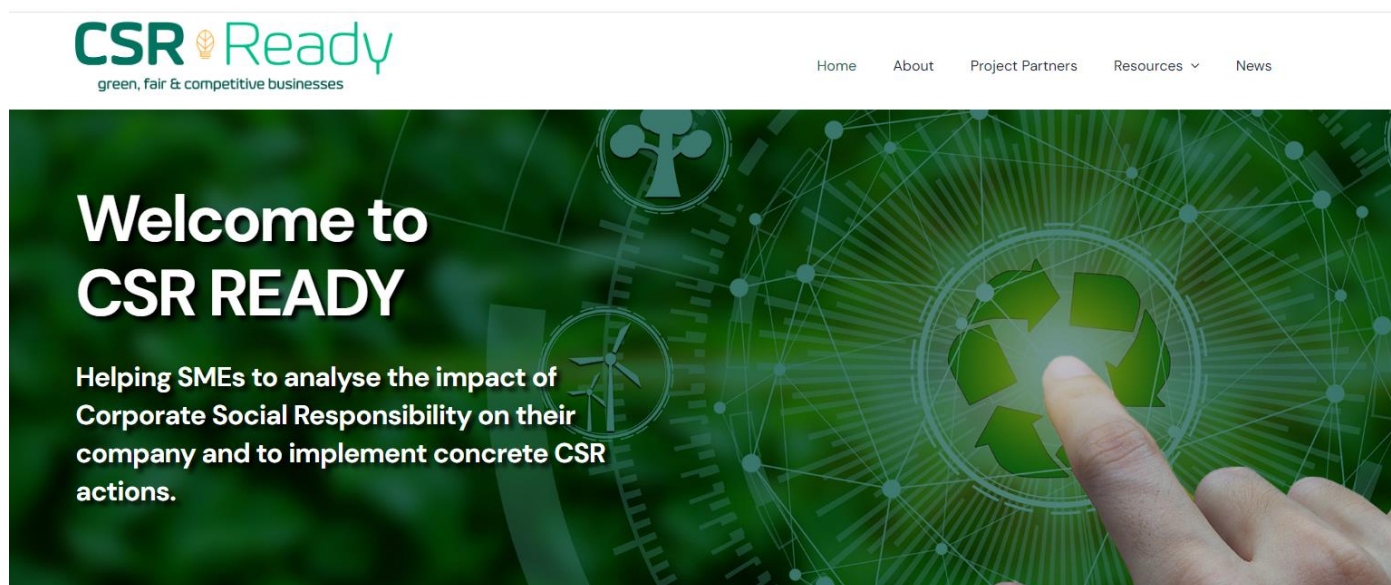 CSR Ready
green, fair & competitive businesses
Home About Project Partners Resources News
Welcome to
CSR READY
Helping SMEs to analyse the impact of
Corporate Social Responsibility on their
company and to implement concrete CSR
actions.